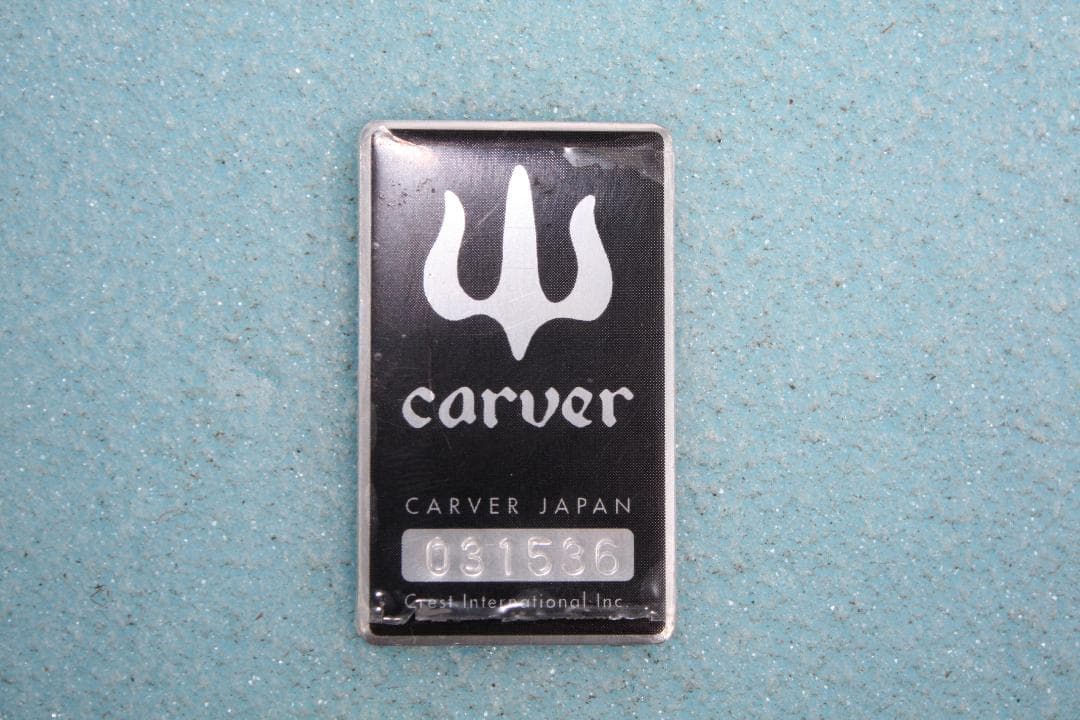 carver
CARVER JAPAN
031536
Crest International Inc.